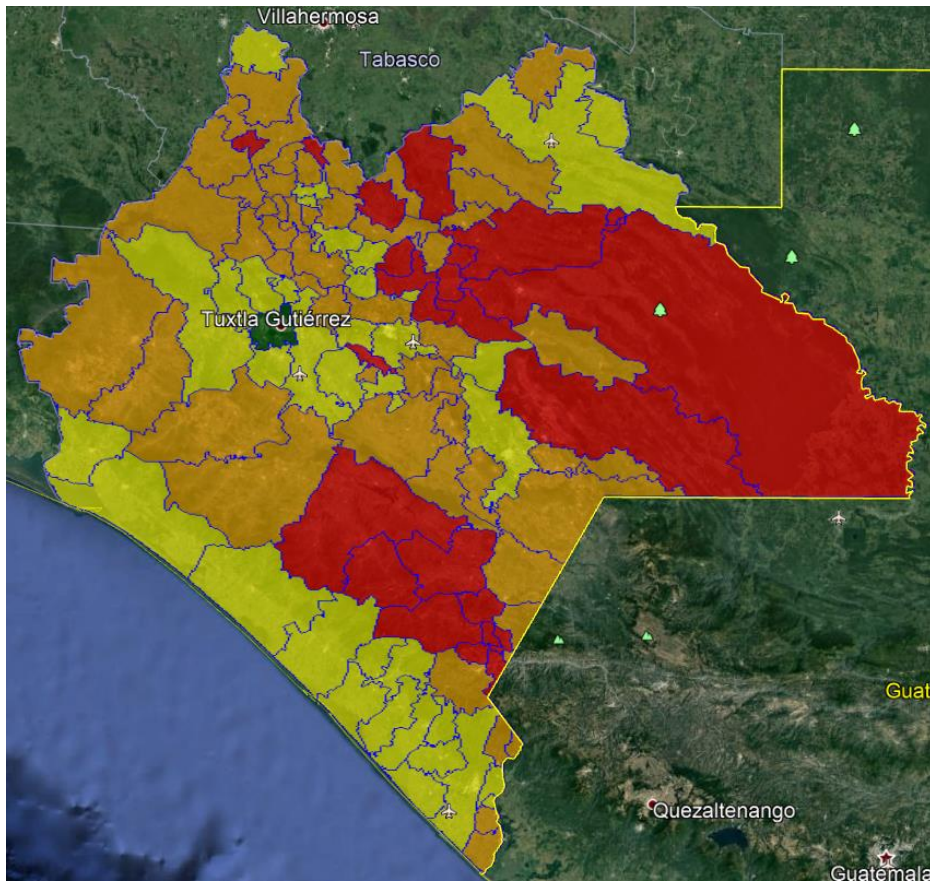 Villahermosa
Tabasco
Tuxtla Gutiérrez
Guat
Quezaltenango
Guatemala